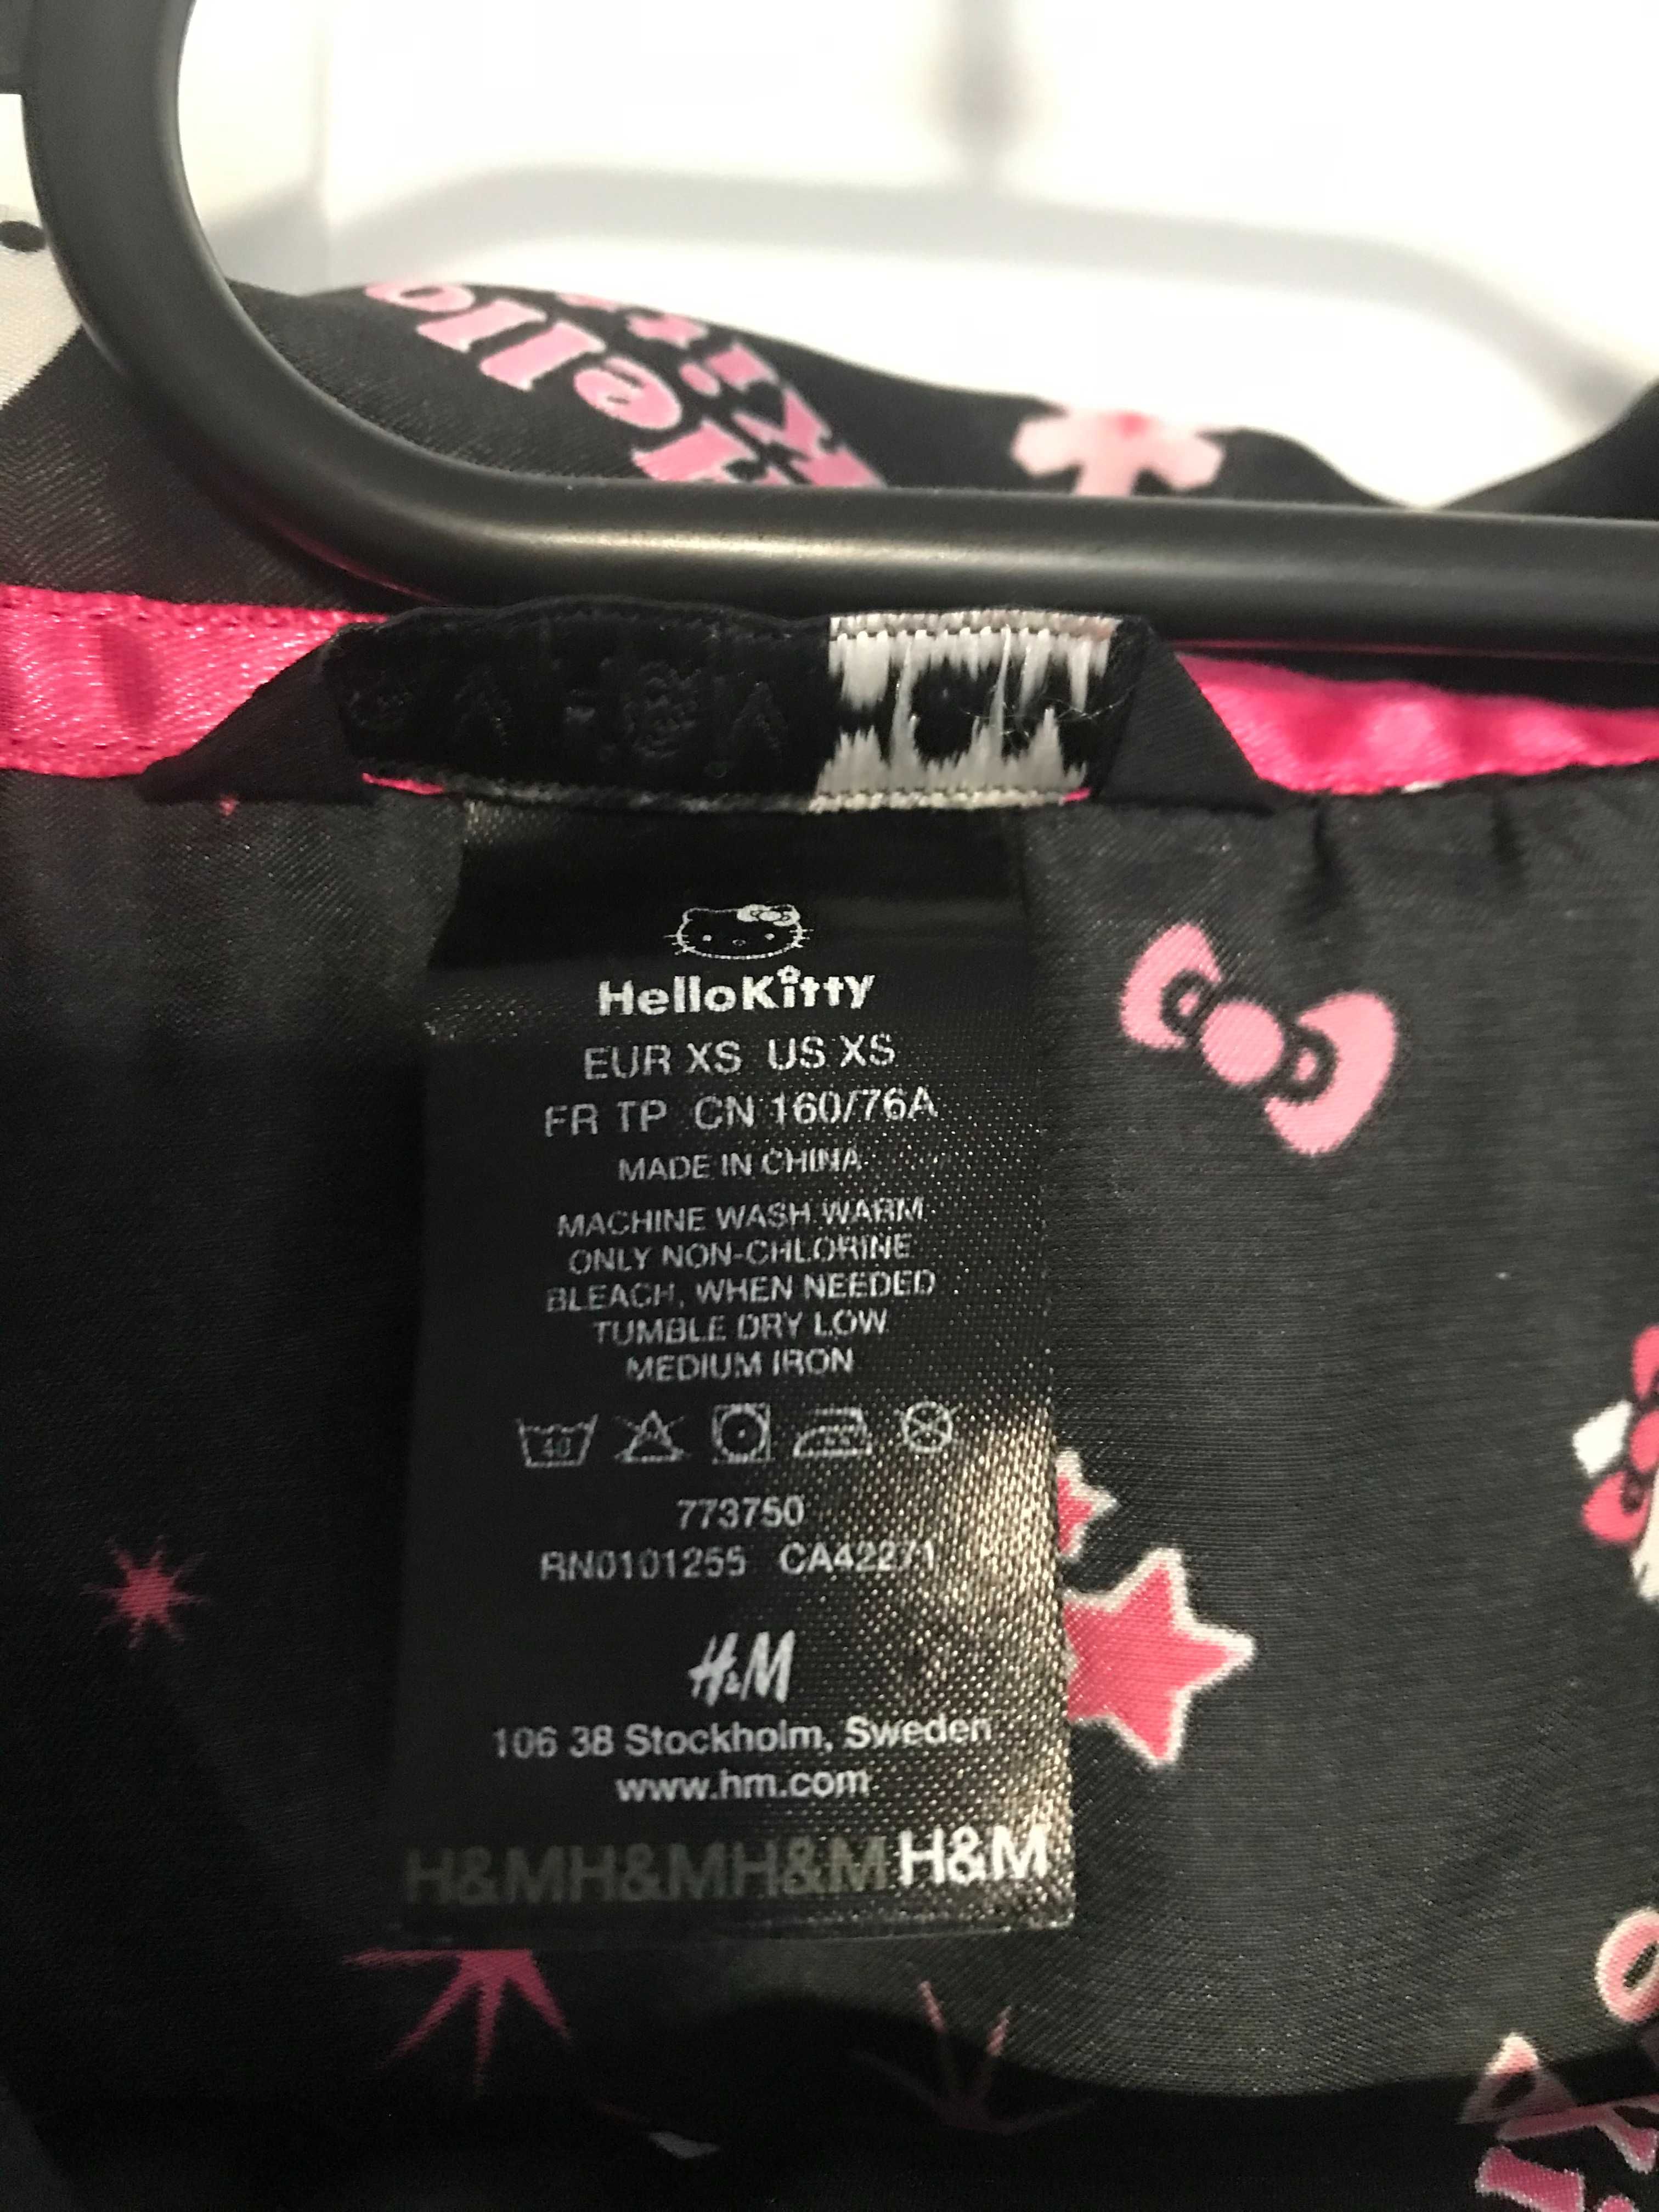 Hello
HelloKitty
EUR XS US XS
FR TP CN 160/76A
MADE IN CHINA
MACHINE WASH WARM
ONLY NON-CHLORINE
BLEACH, WHEN NEEDED
TUMBLE DRY LOW
MEDIUM IRON
40
773750
RN0101255 CA42271
H&M
106 38 Stockholm, Sweden
www.hm.com
H&MH&MH&M H&M